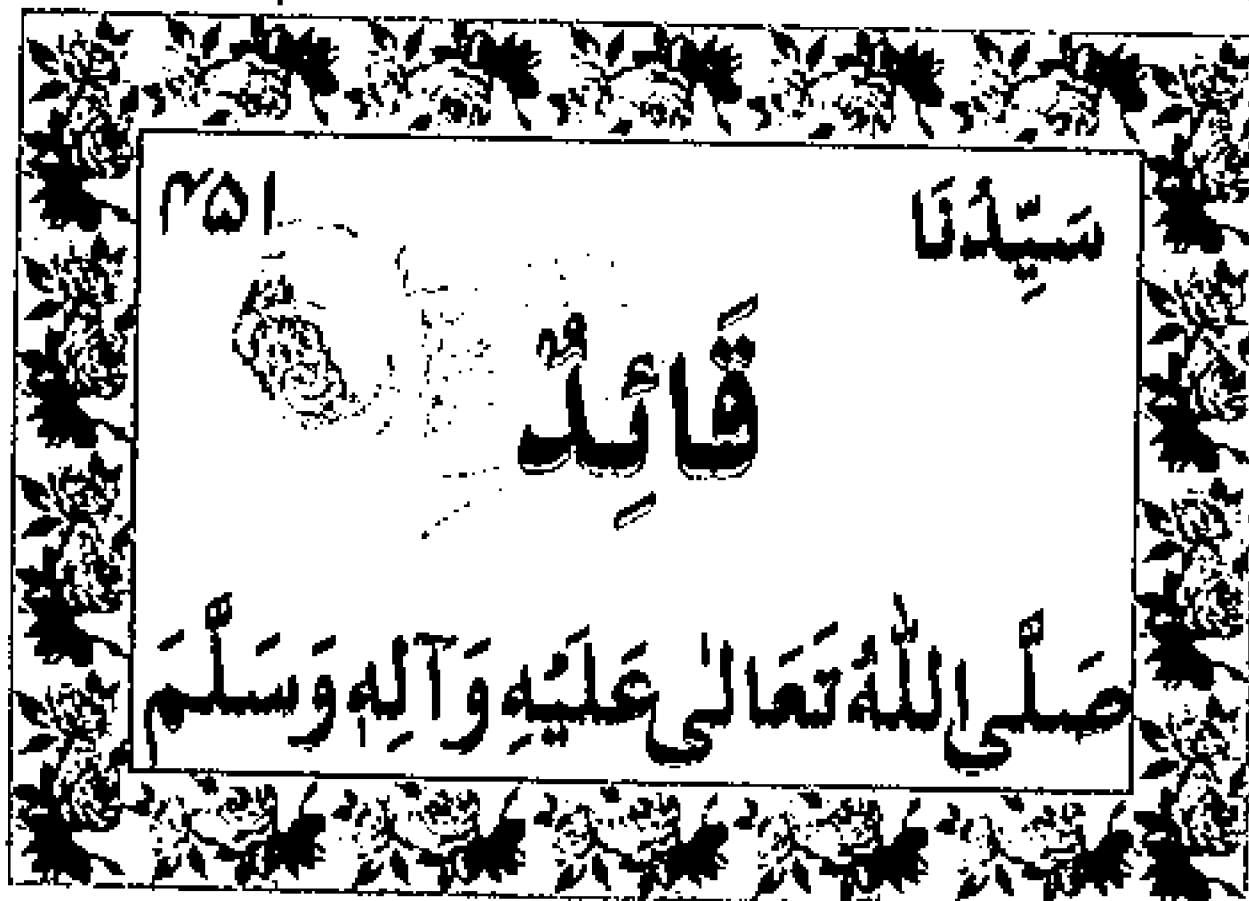 سَيِّدُنَا ۴۵۱
قَائِدٌ
صَلَّى اللّٰهُ تَعَالٰى عَلَيْهِ وَآلِهٖ وَسَلَّمَ